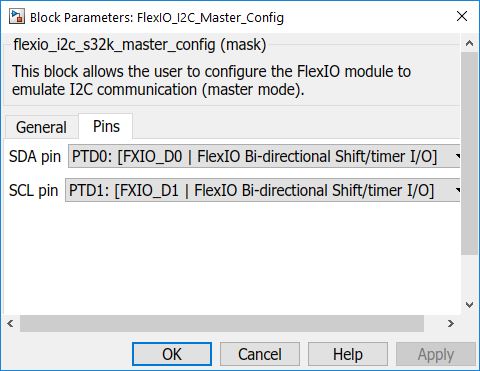 Block Parameters: FlexIO_I2C_Master_Config
flexio_i2c_s32k_master_config (mask)
This block allows the user to configure the FlexIO module to
emulate I2C communication (master mode).
General Pins
SDA pin PTD0: [FXIO_D0 | FlexIO Bi-directional Shift/timer I/O]
SCL pin PTD1: [FXIO_D1 | FlexIO Bi-directional Shift/timer I/O]
OK Cancel Help Apply